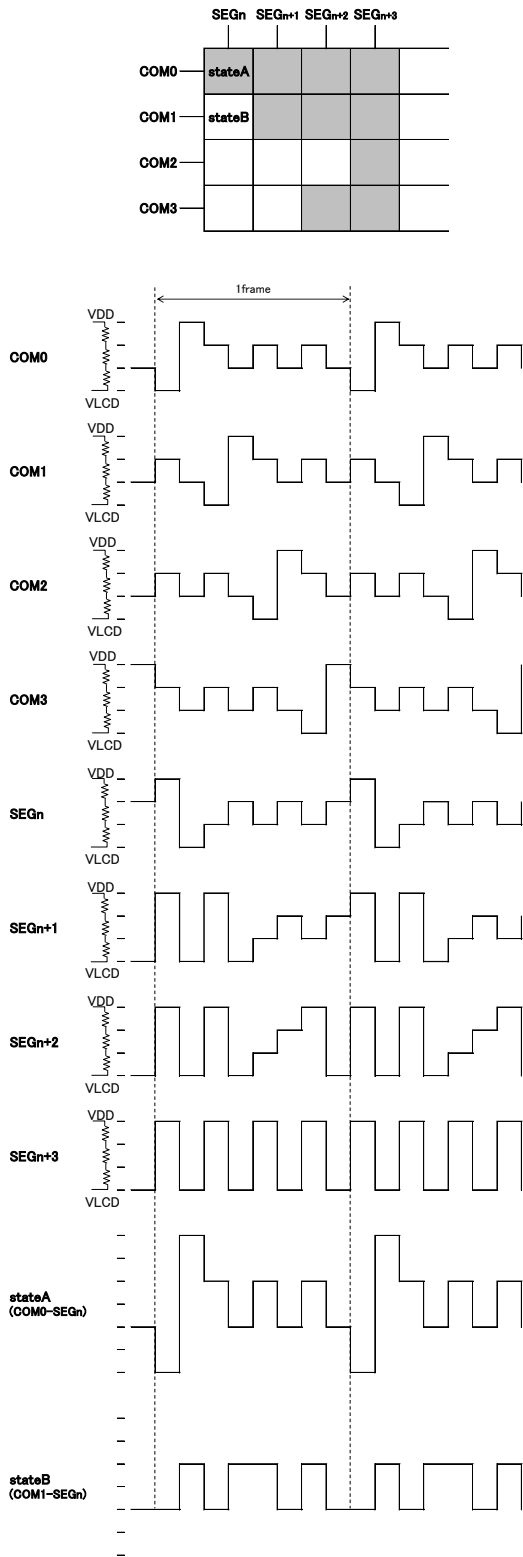 SEGn SEGn+1 SEGn+2 SEGn+3
COM0 stateA
COM1 stateB
COM2
COM3
1frame
VDD
COM0
VLCD
VDD
COM1
VLCD
VDD
COM2
VLCD
VDD
COM3
VLCD
VDD
SEGn
VLCD
VDD
SEGn+1
VLCD
VDD
SEGn+2
VLCD
VDD
SEGn+3
VLCD
stateA
(COM0-SEGn)
stateB
(COM1-SEGn)